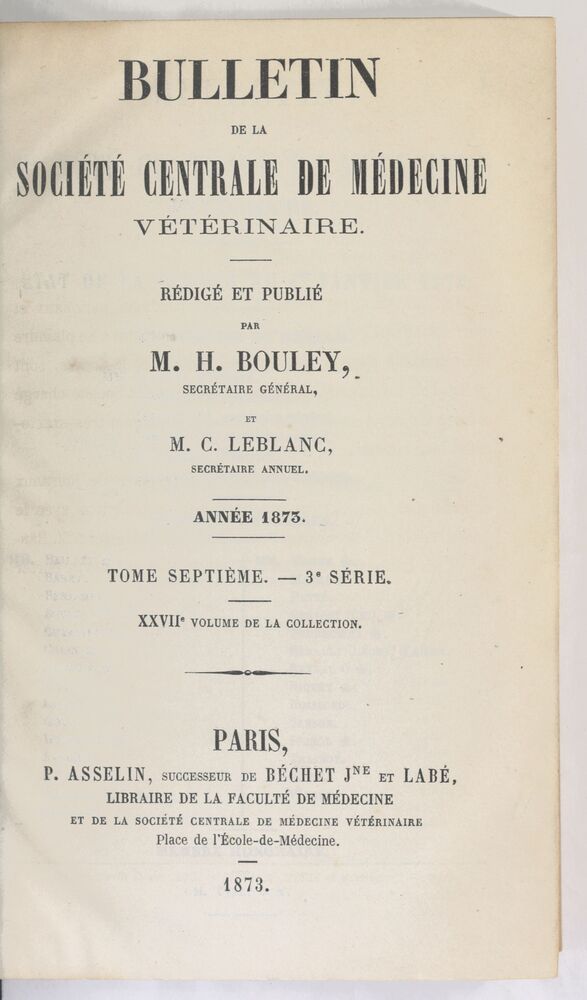 BULLETIN
DE LA
SOCIÉTÉ CENTRALE DE MÉDECINE
VÉTÉRINAIRE.
RÉDIGÉ ET PUBLIÉ
PAR
M. H. BOULEY,
SECRÉTAIRE GÉNÉRAL,
ET
M. C. LEBLANC,
SECRÉTAIRE ANNUEL.
ANNÉE 1873.
TOME SEPTIÈME. — 3e SÉRIE.
XXVIIe VOLUME DE LA COLLECTION.
PARIS,
P. ASSELIN, SUCCESSEUR DE BÉCHET JNE ET LABÉ,
LIBRAIRE DE LA FACULTÉ DE MÉDECINE
ET DE LA SOCIÉTÉ CENTRALE DE MÉDECINE VÉTÉRINAIRE
Place de l'École-de-Médecine.
1873.